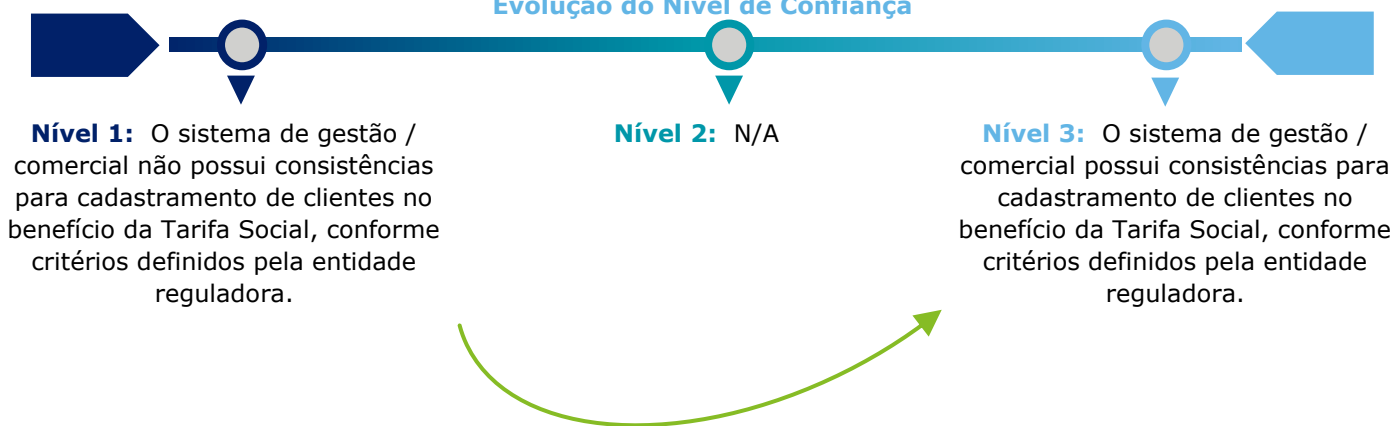 Evolução do Nível de Confiança
Nível 1: O sistema de gestão /
comercial não possui consistências
para cadastramento de clientes no
benefício da Tarifa Social, conforme
critérios definidos pela entidade
reguladora.
Nível 2: N/A
Nível 3: O sistema de gestão /
comercial possui consistências para
cadastramento de clientes no
benefício da Tarifa Social, conforme
critérios definidos pela entidade
reguladora.